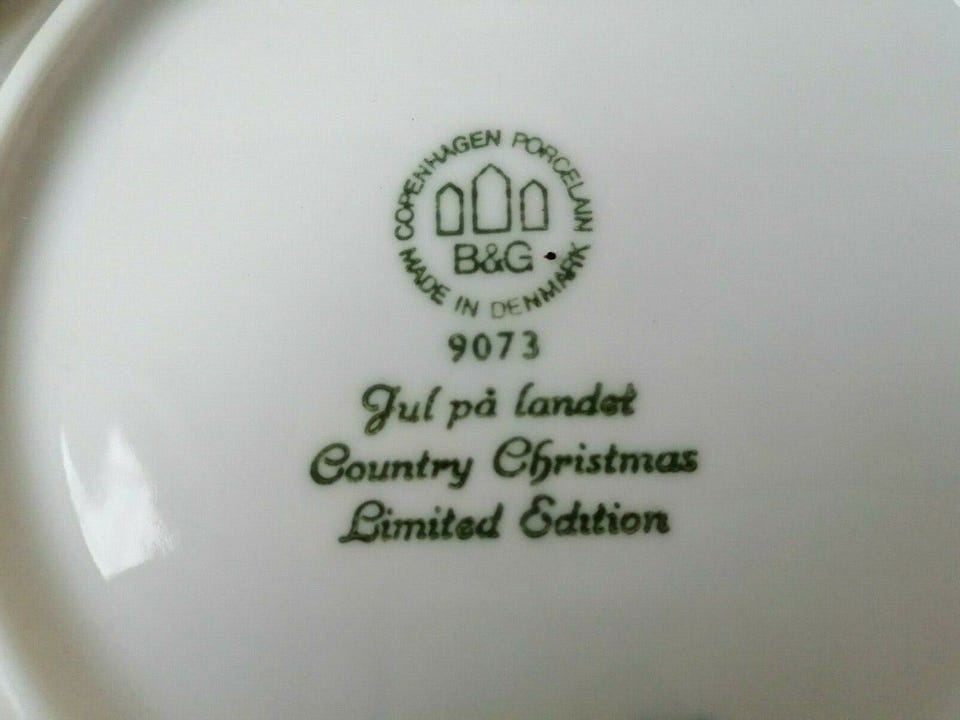 COPENHAGEN PORCELAIN
B&G
MADE IN DENMARK
9073
Jul på landet
Country Christmas
Limited Edition